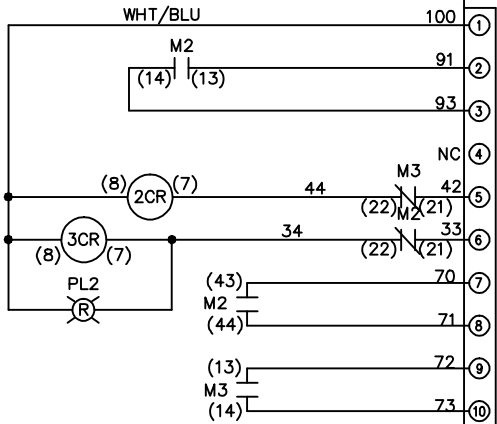 WHT/BLU 100 1
M2 91 2
(14) (13)
93 3
NC 4
M3
(8) 2CR (7) 44 42 5
(22) (21)
M2
3CR 34 33 6
(8) (7) (22) (21)
PL2
R
(43) 70 7
M2
(44) 71 8
(13) 72 9
M3
(14) 73 10